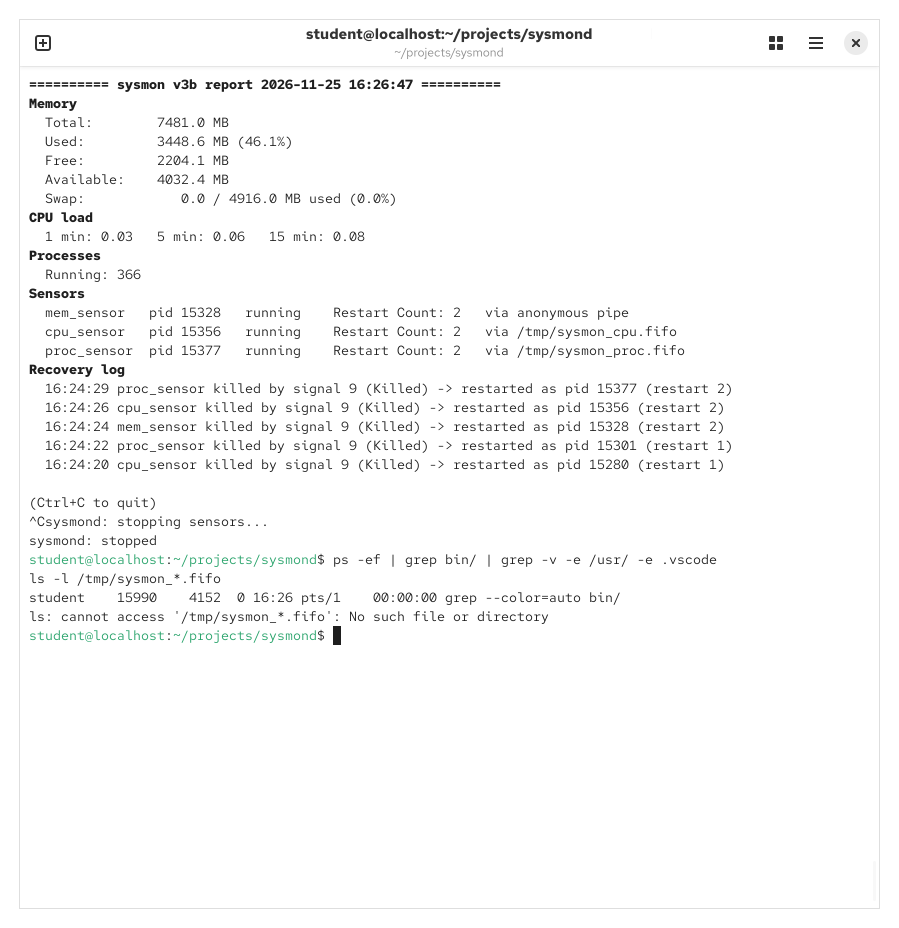 student@localhost:~/projects/sysmond
~/projects/sysmond
========== sysmon v3b report 2026-11-25 16:26:47 ==========
Memory
  Total:        7481.0 MB
  Used:         3448.6 MB (46.1%)
  Free:         2204.1 MB
  Available:    4032.4 MB
  Swap:            0.0 / 4916.0 MB used (0.0%)
CPU load
  1 min: 0.03   5 min: 0.06   15 min: 0.08
Processes
  Running: 366
Sensors
  mem_sensor   pid 15328   running    Restart Count: 2   via anonymous pipe
  cpu_sensor   pid 15356   running    Restart Count: 2   via /tmp/sysmon_cpu.fifo
  proc_sensor  pid 15377   running    Restart Count: 2   via /tmp/sysmon_proc.fifo
Recovery log
  16:24:29 proc_sensor killed by signal 9 (Killed) -> restarted as pid 15377 (restart 2)
  16:24:26 cpu_sensor killed by signal 9 (Killed) -> restarted as pid 15356 (restart 2)
  16:24:24 mem_sensor killed by signal 9 (Killed) -> restarted as pid 15328 (restart 2)
  16:24:22 proc_sensor killed by signal 9 (Killed) -> restarted as pid 15301 (restart 1)
  16:24:20 cpu_sensor killed by signal 9 (Killed) -> restarted as pid 15280 (restart 1)

(Ctrl+C to quit)
^Csysmond: stopping sensors...
sysmond: stopped
student@localhost:~/projects/sysmond$ ps -ef | grep bin/ | grep -v -e /usr/ -e .vscode
ls -l /tmp/sysmon_*.fifo
student    15990    4152  0 16:26 pts/1    00:00:00 grep --color=auto bin/
ls: cannot access '/tmp/sysmon_*.fifo': No such file or directory
student@localhost:~/projects/sysmond$